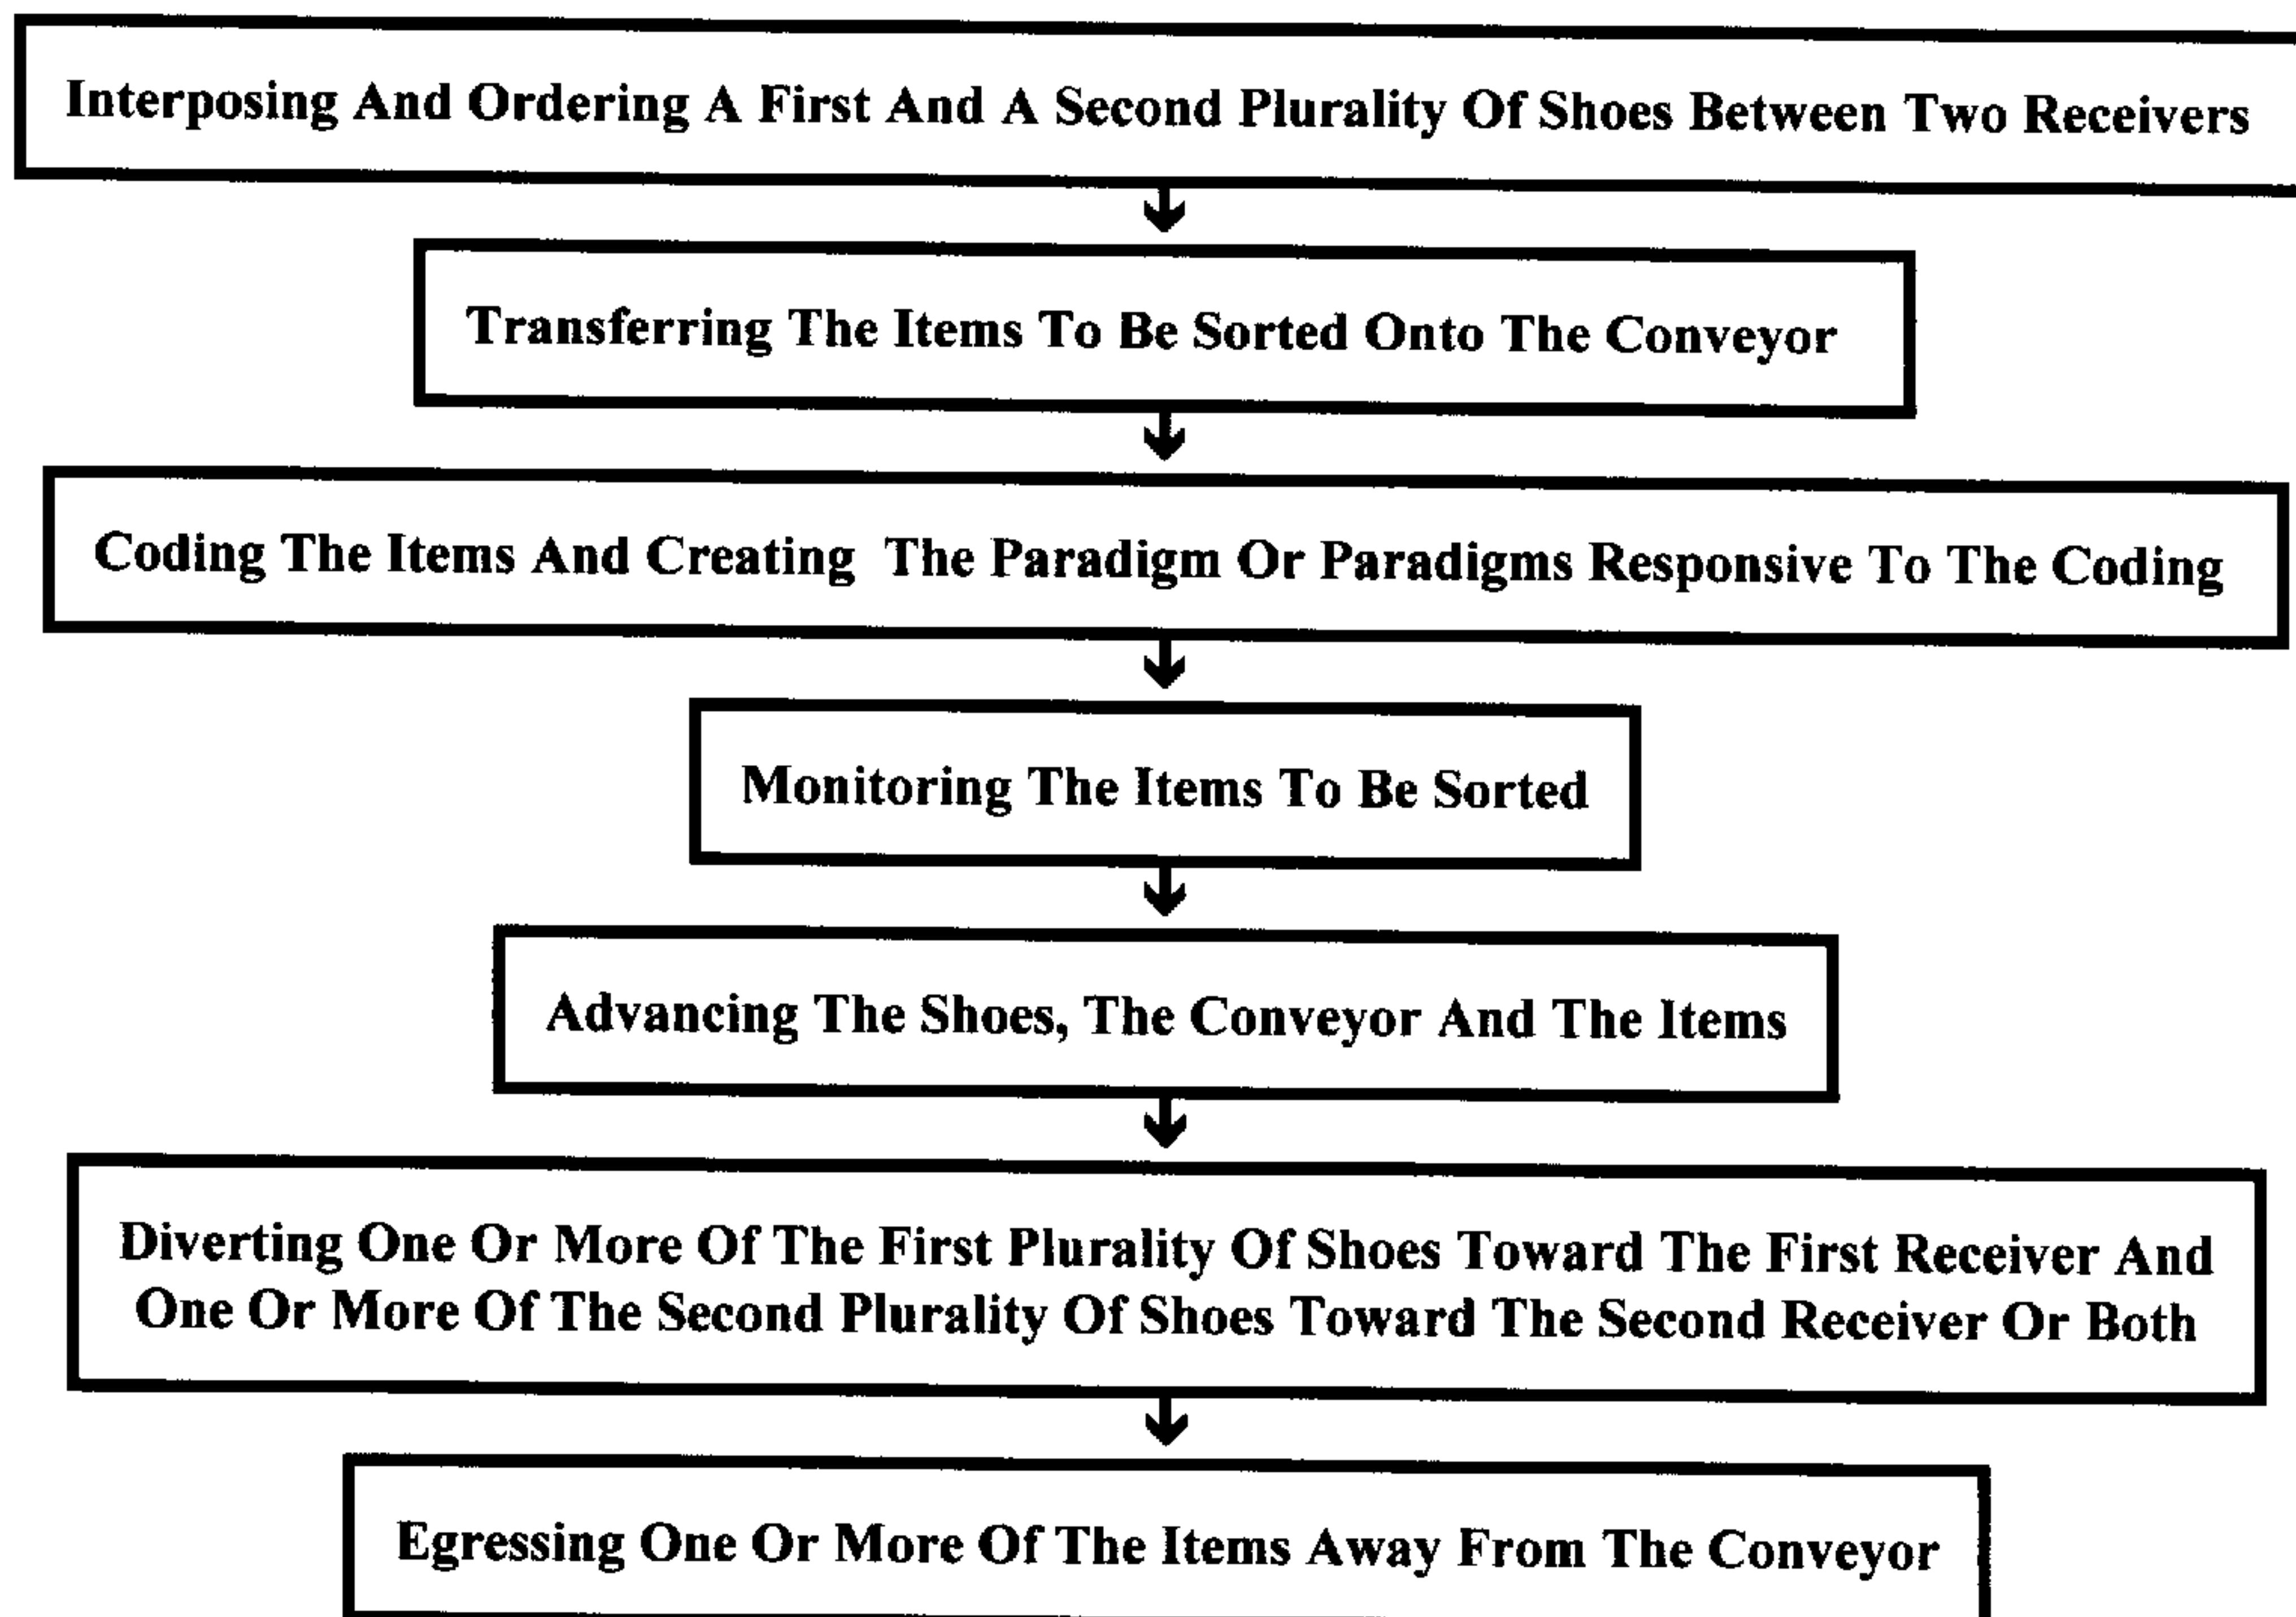 Interposing And Ordering A First And A Second Plurality Of Shoes Between Two Receivers
Transferring The Items To Be Sorted Onto The Conveyor
Coding The Items And Creating The Paradigm Or Paradigms Responsive To The Coding
Monitoring The Items To Be Sorted
Advancing The Shoes, The Conveyor And The Items
Diverting One Or More Of The First Plurality Of Shoes Toward The First Receiver And
One Or More Of The Second Plurality Of Shoes Toward The Second Receiver Or Both
Egressing One Or More Of The Items Away From The Conveyor